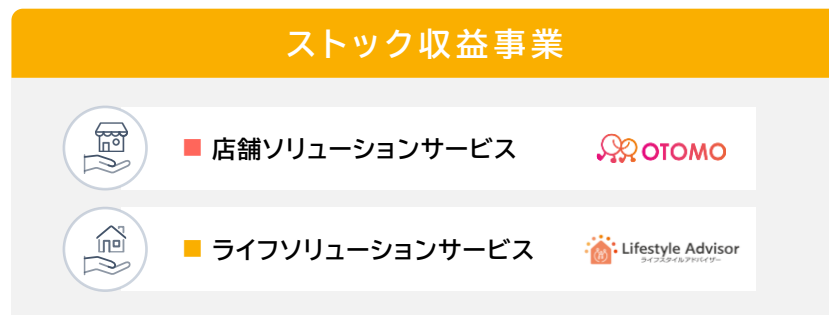 ストック収益事業
店舗ソリューションサービス
OTOMO
ライフソリューションサービス
Lifestyle Advisor
ライフスタイルアドバイザー